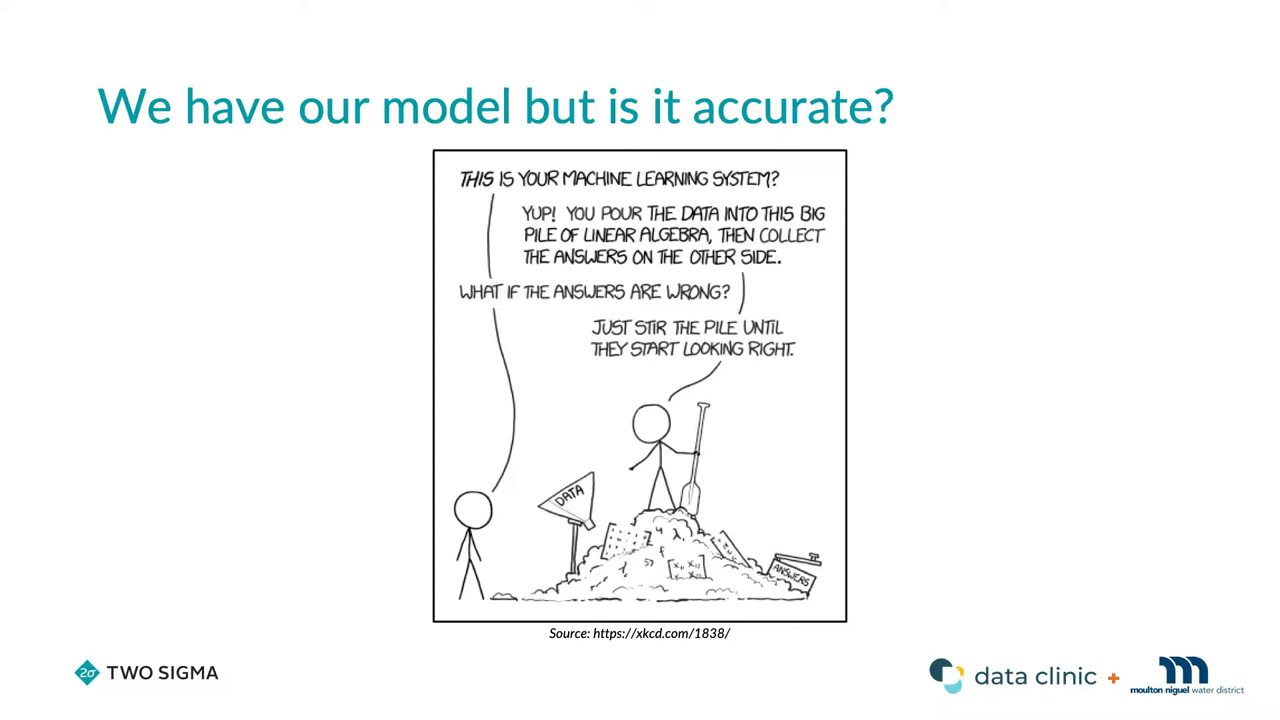 We have our model but is it accurate?
THIS IS YOUR MACHINE LEARNING SYSTEM?
YUP! YOU POUR THE DATA INTO THIS BIG
PILE OF LINEAR ALGEBRA, THEN COLLECT
THE ANSWERS ON THE OTHER SIDE.
WHAT IF THE ANSWERS ARE WRONG?
JUST STIR THE PILE UNTIL
THEY START LOOKING RIGHT.
DATA
ANSWERS
Source: https://xkcd.com/1838/
2σ TWO SIGMA
data clinic +
moulton niguel water district